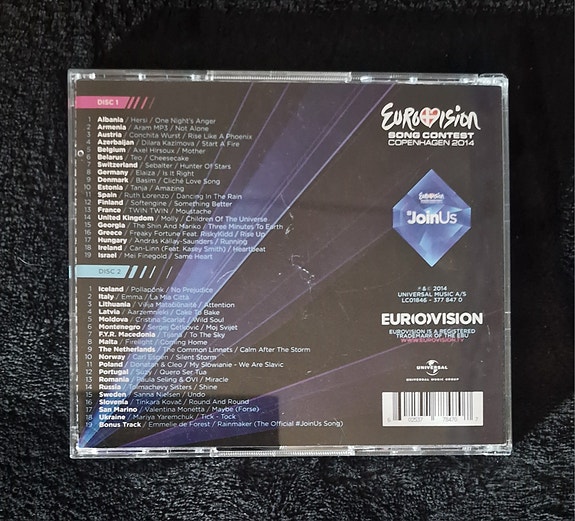 DISC 1
1 Albania / Hersi / One Night's Anger
2 Armenia / Aram MP3 / Not Alone
3 Austria / Conchita Wurst / Rise Like A Phoenix
4 Azerbaijan / Dilara Kazimova / Start A Fire
5 Belgium / Axel Hirsoux / Mother
6 Belarus / Teo / Cheesecake
7 Switzerland / Sebalter / Hunter Of Stars
8 Germany / Elaiza / Is It Right
9 Denmark / Basim / Cliché Love Song
10 Estonia / Tanja / Amazing
11 Spain / Ruth Lorenzo / Dancing In The Rain
12 Finland / Softengine / Something Better
13 France / TWIN TWIN / Moustache
14 United Kingdom / Molly / Children Of The Universe
15 Georgia / The Shin And Mariko / Three Minutes To Earth
16 Greece / Freaky Fortune Feat. RiskyKidd / Rise Up
17 Hungary / András Kállay-Saunders / Running
18 Ireland / Can-Linn (Feat. Kasey Smith) / Heartbeat
19 Israel / Mei Finegold / Same Heart
DISC 2
1 Iceland / Pollapönk / No Prejudice
2 Italy / Emma / La Mia Città
3 Lithuania / Vilija Matačiūnaitė / Attention
4 Latvia / Aarzemnieki / Cake To Bake
5 Moldova / Cristina Scarlat / Wild Soul
6 Montenegro / Sergej Ćetković / Moj Svijet
7 F.Y.R. Macedonia / Tijana / To The Sky
8 Malta / Firelight / Coming Home
9 The Netherlands / The Common Linnets / Calm After The Storm
10 Norway / Carl Espen / Silent Storm
11 Poland / Donatan & Cleo / My Słowianie - We Are Slavic
12 Portugal / Suzy / Quero Ser Tua
13 Romania / Paula Seling & OVI / Miracle
14 Russia / Tolmachevy Sisters / Shine
15 Sweden / Sanna Nielsen / Undo
16 Slovenia / Tinkara Kovač / Round And Round
17 San Marino / Valentina Monetta / Maybe (Forse)
18 Ukraine / Mariya Yaremchuk / Tick - Tock
19 Bonus Track / Emmelie de Forest / Rainmaker (The Official #JoinUs Song)
EUROVISION
SONG CONTEST
COPENHAGEN 2014
EUROVISION
#JoinUs
℗ & © 2014
UNIVERSAL MUSIC A/S
LC01846 - 377 847 0
EUROVISION
EUROVISION IS A REGISTERED
TRADEMARK OF THE EBU
WWW.EUROVISION.TV
UNIVERSAL
UNIVERSAL MUSIC GROUP